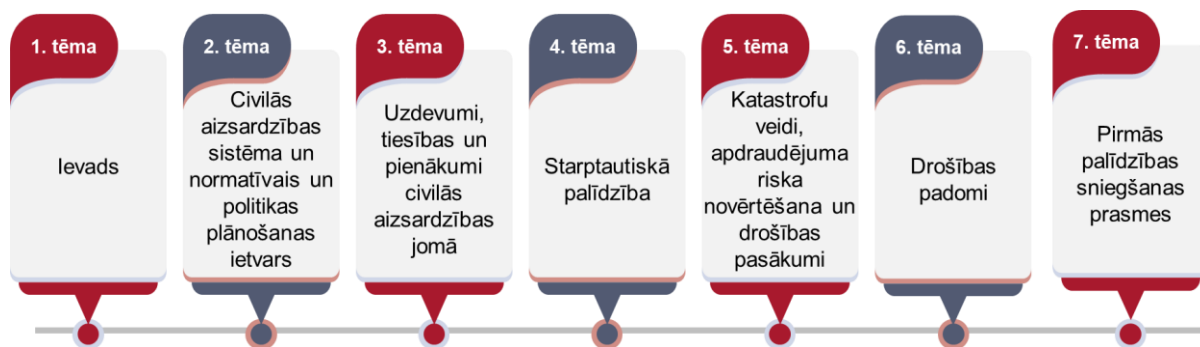 1. tēma
Ievads
2. tēma
Civilās
aizsardzības
sistēma un
normatīvais un
politikas
plānošanas
ietvars
3. tēma
Uzdevumi,
tiesības un
pienākumi
civilās
aizsardzības
jomā
4. tēma
Starptautiskā
palīdzība
5. tēma
Katastrofu
veidi,
apdraudējuma
riska
novērtēšana un
drošības
pasākumi
6. tēma
Drošības
padomi
7. tēma
Pirmās
palīdzības
sniegšanas
prasmes